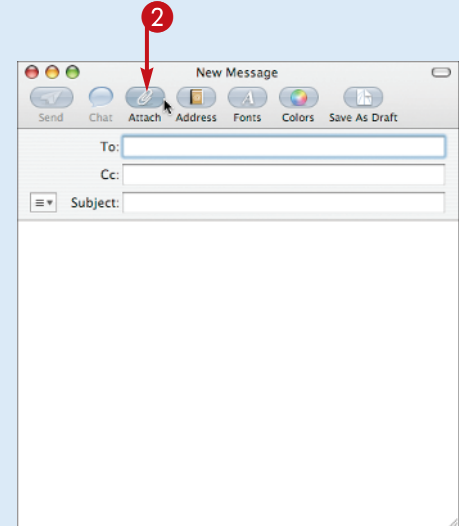 2
New Message
Send Chat Attach Address Fonts Colors Save As Draft
To:
Cc:
Subject: